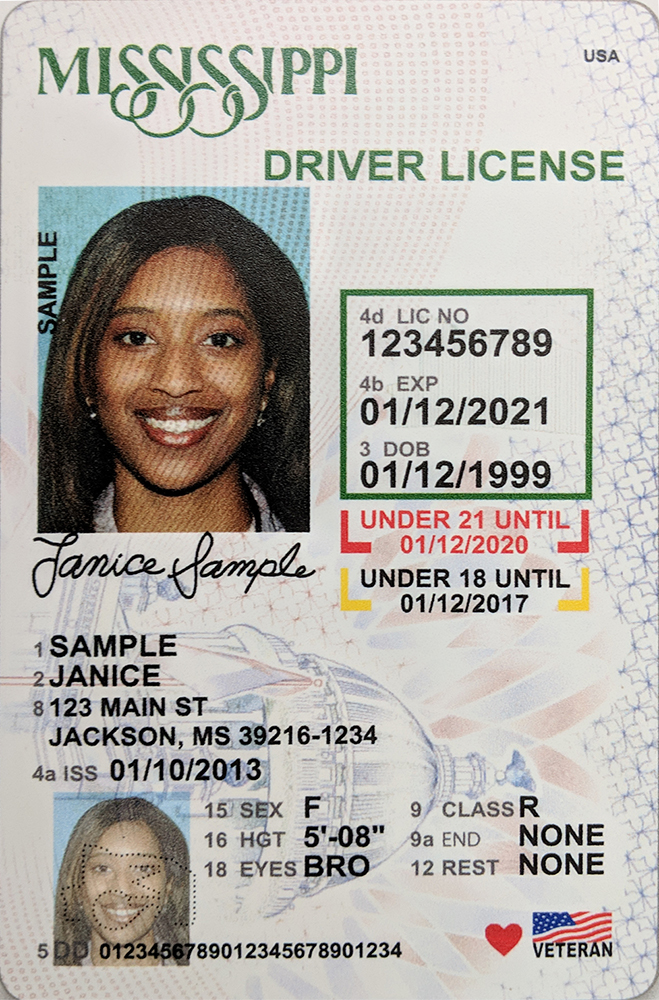 MISSISSIPPI
USA
DRIVER LICENSE
SAMPLE
4d LIC NO
123456789
4b EXP
01/12/2021
3 DOB
01/12/1999
UNDER 21 UNTIL
01/12/2020
UNDER 18 UNTIL
01/12/2017
Janice Sample
1 SAMPLE
2 JANICE
8 123 MAIN ST
JACKSON, MS 39216-1234
4a ISS 01/10/2013
15 SEX F 9 CLASS R
16 HGT 5'-08" 9a END NONE
18 EYES BRO 12 REST NONE
5 DD 0123456789012345678901234
VETERAN